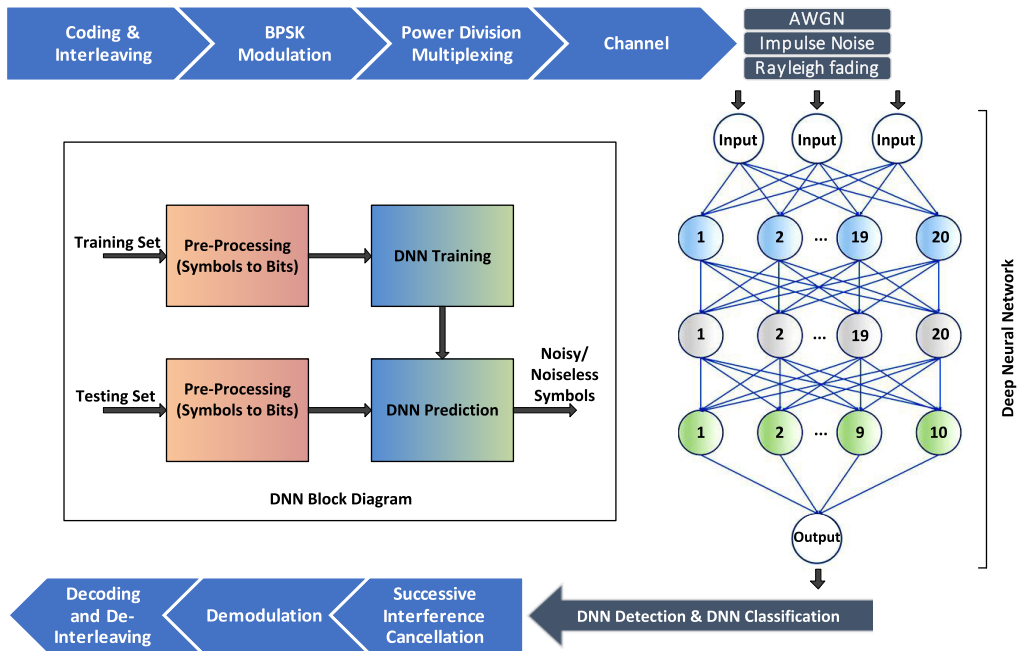 Coding &
Interleaving
BPSK
Modulation
Power Division
Multiplexing
Channel
AWGN
Impulse Noise
Rayleigh fading
Input
Input
Input
1
2
...
19
20
1
2
...
19
20
1
2
...
9
10
Output
Deep Neural Network
Training Set
Pre-Processing
(Symbols to Bits)
DNN Training
Testing Set
Pre-Processing
(Symbols to Bits)
DNN Prediction
Noisy/
Noiseless
Symbols
DNN Block Diagram
DNN Detection & DNN Classification
Successive
Interference
Cancellation
Demodulation
Decoding
and De-
Interleaving